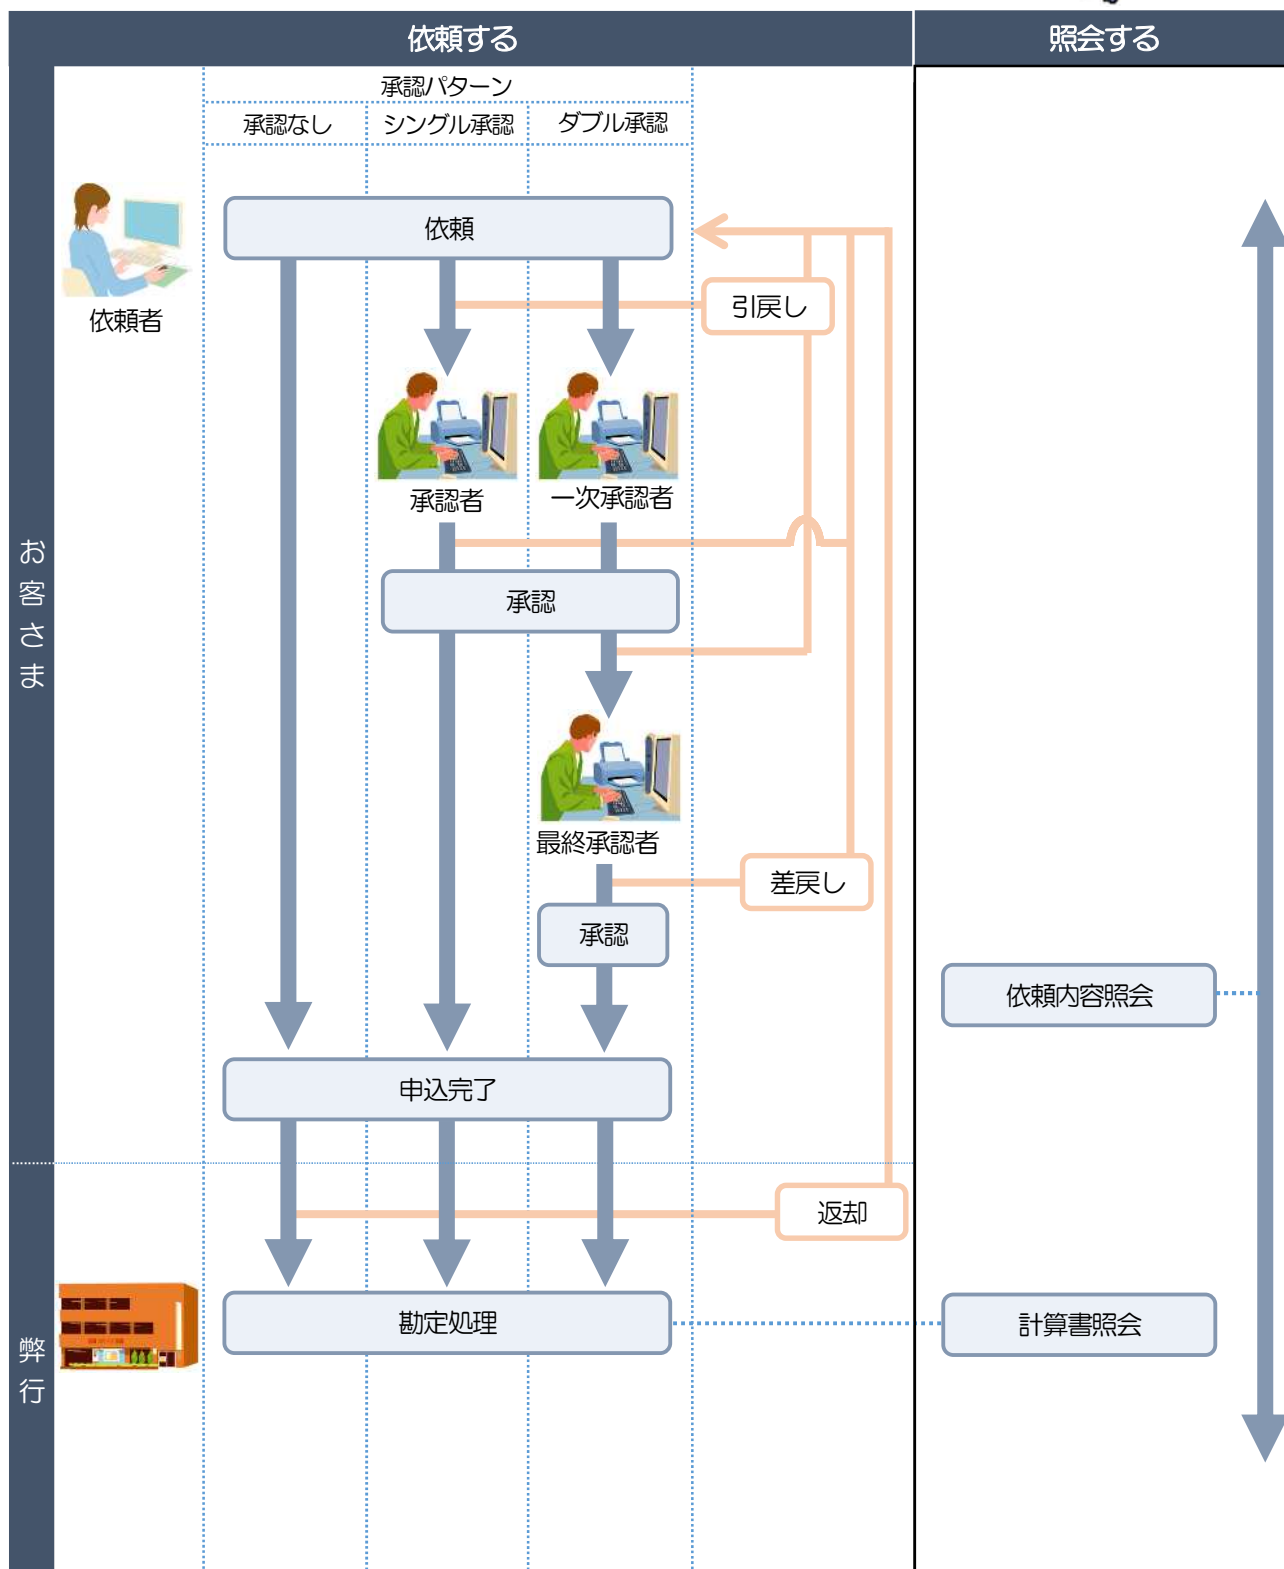 依頼する
照会する
承認パターン
承認なし
シングル承認
ダブル承認
依頼
依頼者
引戻し
承認者
一次承認者
お客さま
承認
最終承認者
差戻し
承認
依頼内容照会
申込完了
返却
勘定処理
計算書照会
弊行